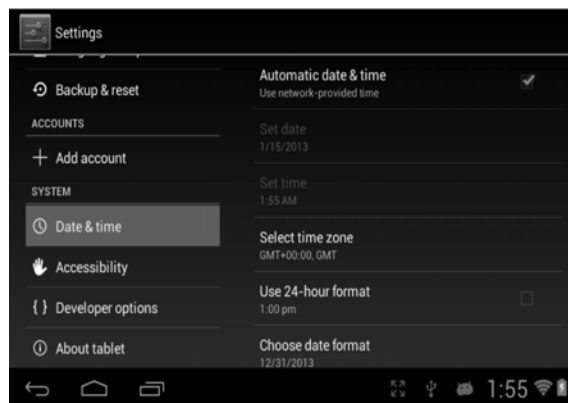 Settings
Backup & reset
ACCOUNTS
Add account
SYSTEM
Date & time
Accessibility
{ } Developer options
About tablet
Automatic date & time
Use network-provided time
Set date
1/15/2013
Set time
1:55 AM
Select time zone
GMT+00:00, GMT
Use 24-hour format
1:00 pm
Choose date format
12/31/2013
1:55